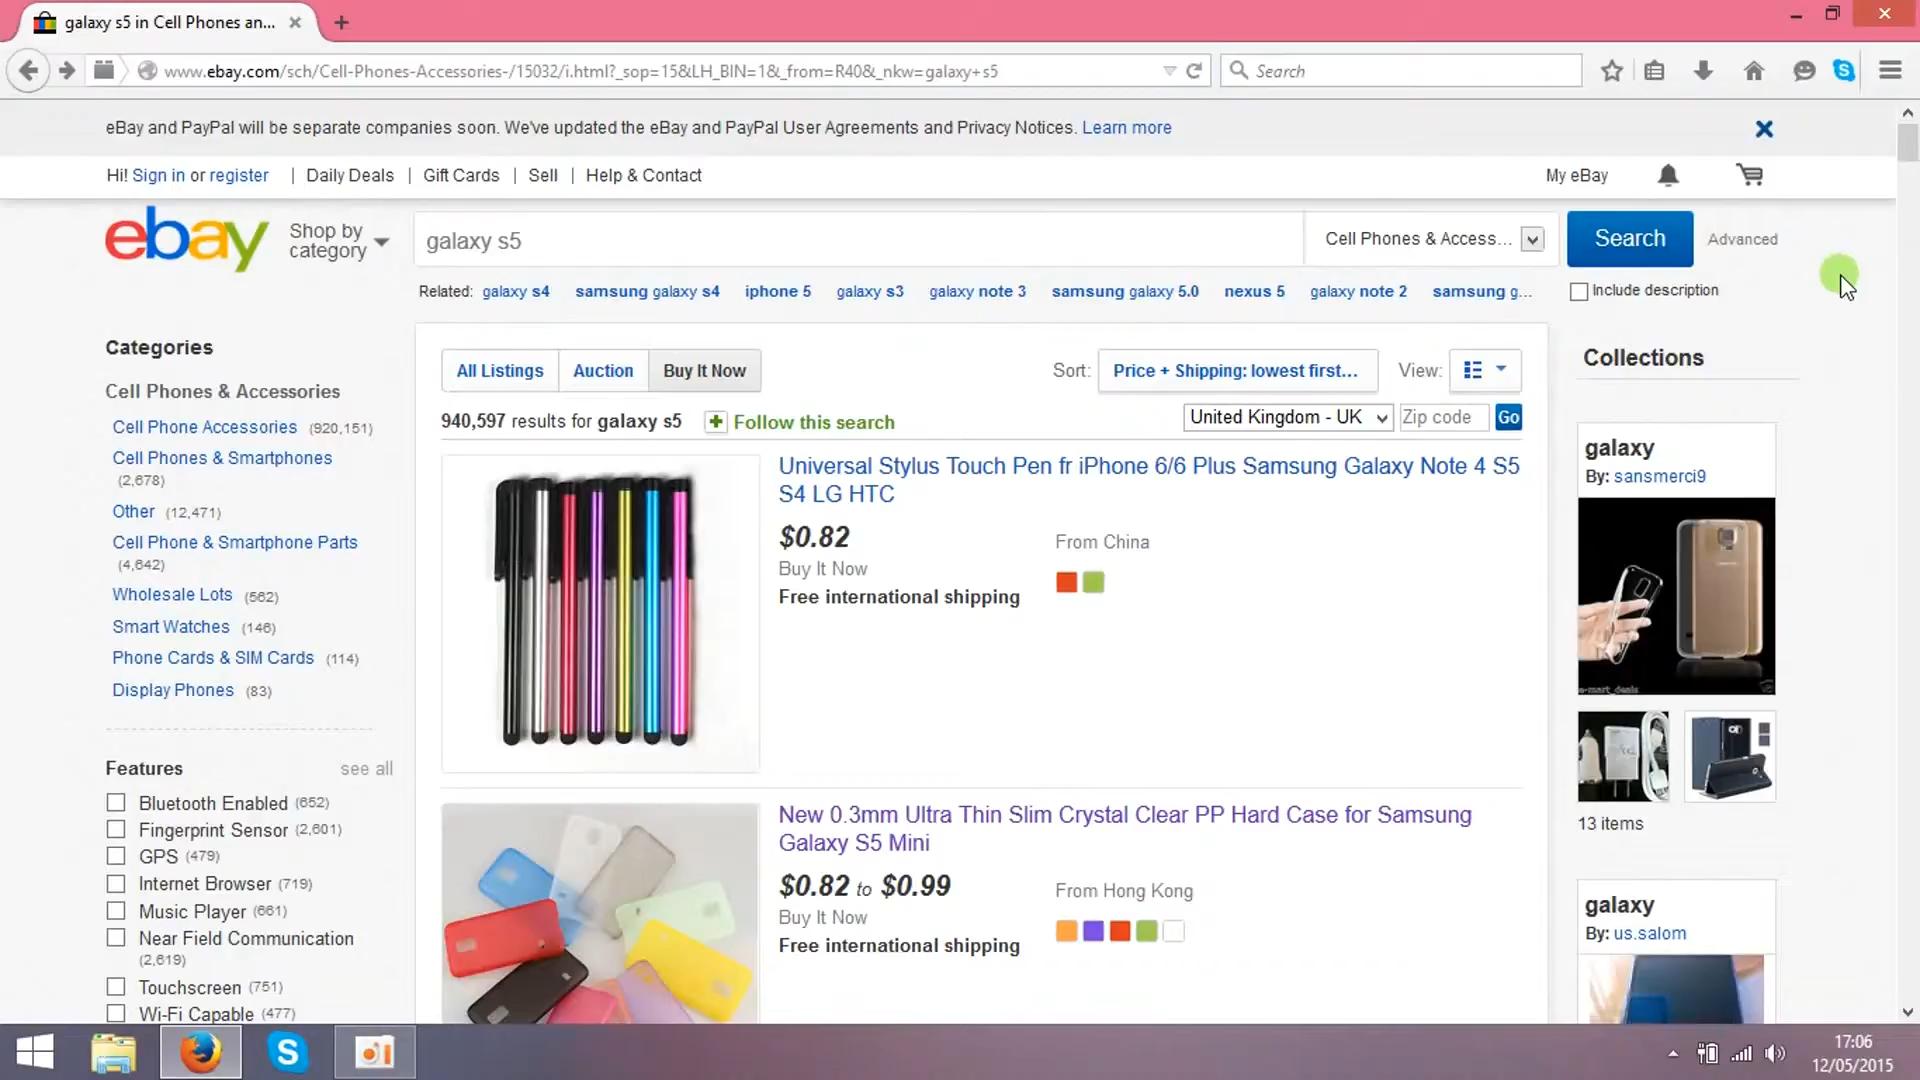 galaxy s5 in Cell Phones an...
www.ebay.com/sch/Cell-Phones-Accessories-/15032/i.html?_sop=15&LH_BIN=1&_from=R40&_nkw=galaxy+s5
Search
eBay and PayPal will be separate companies soon. We've updated the eBay and PayPal User Agreements and Privacy Notices. Learn more
Hi! Sign in or register | Daily Deals | Gift Cards | Sell | Help & Contact
My eBay
ebay
Shop by category
galaxy s5
Cell Phones & Access...
Search
Advanced
Related: galaxy s4 samsung galaxy s4 iphone 5 galaxy s3 galaxy note 3 samsung galaxy 5.0 nexus 5 galaxy note 2 samsung g...
Include description
Categories
Cell Phones & Accessories
Cell Phone Accessories (920,151)
Cell Phones & Smartphones
(2,678)
Other (12,471)
Cell Phone & Smartphone Parts
(4,642)
Wholesale Lots (562)
Smart Watches (146)
Phone Cards & SIM Cards (114)
Display Phones (83)
Features see all
Bluetooth Enabled (652)
Fingerprint Sensor (2,601)
GPS (479)
Internet Browser (719)
Music Player (661)
Near Field Communication
(2,619)
Touchscreen (751)
Wi-Fi Capable (477)
All Listings Auction Buy It Now
Sort: Price + Shipping: lowest first... View:
940,597 results for galaxy s5 Follow this search
United Kingdom - UK Zip code Go
Universal Stylus Touch Pen fr iPhone 6/6 Plus Samsung Galaxy Note 4 S5
S4 LG HTC
$0.82
From China
Buy It Now
Free international shipping
New 0.3mm Ultra Thin Slim Crystal Clear PP Hard Case for Samsung
Galaxy S5 Mini
$0.82 to $0.99
From Hong Kong
Buy It Now
Free international shipping
Collections
galaxy
By: sansmerci9
13 items
galaxy
By: us.salom
17:06
12/05/2015